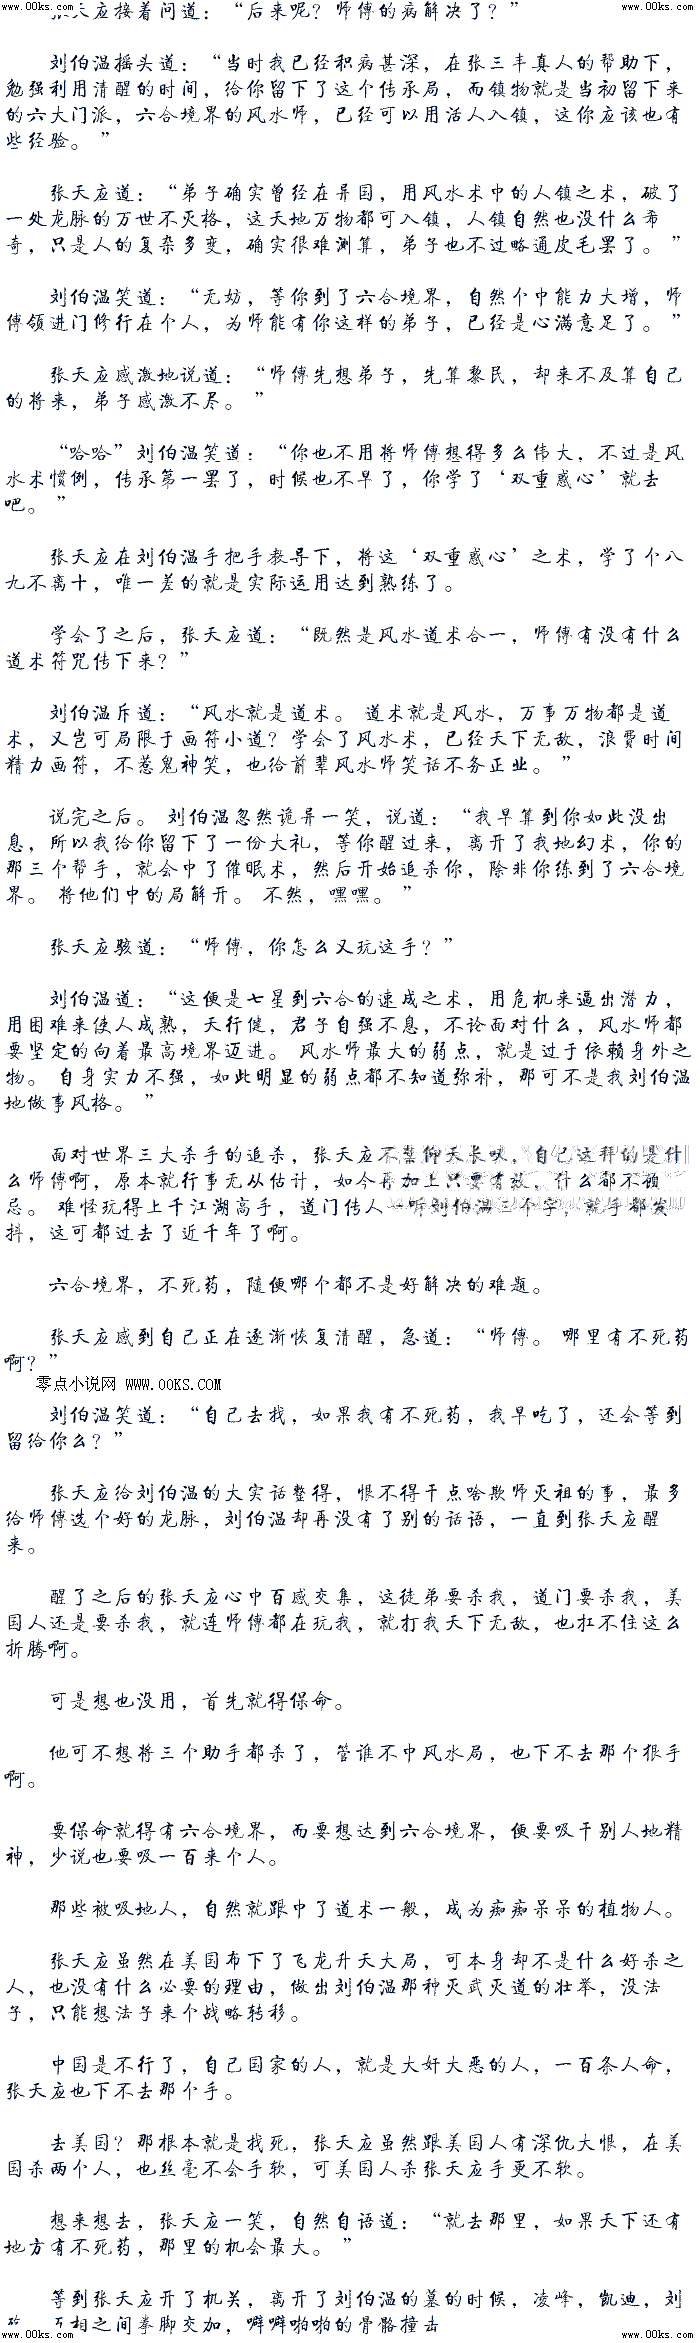 www.00ks.com www.00ks.com
张天应接着问道：“后来呢？师傅的病解决了？”
刘伯温摇头道：“当时我已经积病甚深，在张三丰真人的帮助下，
勉强利用清醒的时间，给你留下了这个传承局，而镇物就是当初留下来
的六大门派，六合境界的风水师，已经可以用活人入镇，这你应该也有
些经验。”
张天应道：“弟子确实曾经在异国，用风水术中的人镇之术，破了
一处龙脉的万世不灭格，这天地万物都可入镇，人镇自然也没什么希
奇，只是人的复杂多变，确实很难测算，弟子也不过略通皮毛罢了。”
刘伯温笑道：“无妨，等你到了六合境界，自然个中能力大增，师
傅领进门修行在个人，为师能有你这样的弟子，已经是心满意足了。”
张天应感激地说道：“师傅先想弟子，先算黎民，却来不及算自己
的将来，弟子感激不尽。”
“哈哈”刘伯温笑道：“你也不用将师傅想得多么伟大，不过是风
水术惯例，传承第一罢了，时候也不早了，你学了‘双重惑心’就去
吧。”
张天应在刘伯温手把手教导下，将这‘双重惑心’之术，学了个八
九不离十，唯一差的就是实际运用达到熟练了。
学会了之后，张天应道：“既然是风水道术合一，师傅有没有什么
道术符咒传下来？”
刘伯温斥道：“风水就是道术。 道术就是风水，万事万物都是道
术，又岂可局限于画符小道？学会了风水术，已经天下无敌，浪费时间
精力画符，不惹鬼神笑，也给前辈风水师笑话不务正业。”
说完之后。 刘伯温忽然诡异一笑，说道：“我早算到你如此没出
息，所以我给你留下了一份大礼，等你醒过来，离开了我地幻术，你的
那三个帮手，就会中了催眠术，然后开始追杀你，除非你练到了六合境
界。 将他们中的局解开。 不然，嘿嘿。”
张天应骇道：“师傅，你怎么又玩这手？”
刘伯温道：“这便是七星到六合的速成之术，用危机来逼出潜力，
用困难来使人成熟，天行健，君子自强不息，不论面对什么，风水师都
要坚定的向着最高境界迈进。 风水师最大的弱点，就是过于依赖身外之
物。 自身实力不强，如此明显的弱点都不知道弥补，那可不是我刘伯温
地做事风格。”
面对世界三大杀手的追杀，张天应不禁仰天长叹，自己这拜的是什
么师傅啊，原本就行事无从估计，如今再加上只要有效，什么都不顾
忌。 难怪玩得上千江湖高手，道门传人一听刘伯温三个字，就手都发
抖，这可都过去了近千年了啊。
六合境界，不死药，随便哪个都不是好解决的难题。
张天应感到自己正在逐渐恢复清醒，急道：“师傅。 哪里有不死药
啊？”
零点小说网 www.00KS.COM
刘伯温笑道：“自己去找，如果我有不死药，我早吃了，还会等到
留给你么？”
张天应给刘伯温的大实话整得，恨不得干点啥欺师灭祖的事，最多
给师傅选个好的龙脉，刘伯温却再没有了别的话语，一直到张天应醒
来。
醒了之后的张天应心中百感交集，这徒弟要杀我，道门要杀我，美
国人还是要杀我，就连师傅都在玩我，就打我天下无敌，也扛不住这么
折腾啊。
可是想也没用，首先就得保命。
他可不想将三个助手都杀了，管谁不中风水局，也下不去那个狠手
啊。
要保命就得有六合境界，而要想达到六合境界，便要吸干别人地精
神，少说也要吸一百来个人。
那些被吸地人，自然就跟中了道术一般，成为痴痴呆呆的植物人。
张天应虽然在美国布下了飞龙升天大局，可本身却不是什么好杀之
人，也没有什么必要的理由，做出刘伯温那种灭武灭道的壮举，没法
子，只能想法子来个战略转移。
中国是不行了，自己国家的人，就是大奸大恶的人，一百条人命，
张天应也下不去那个手。
去美国？那根本就是找死，张天应虽然跟美国人有深仇大恨，在美
国杀两个人，也丝毫不会手软，可美国人杀张天应手更不软。
想来想去，张天应一笑，自然自语道：“就去那里，如果天下还有
地方有不死药，那里的机会最大。”
等到张天应开了机关，离开了刘伯温的墓的时候，凌峰，凯迪，刘
互相之间拳脚交加，噼噼啪啪的骨骼撞击
www.00ks.com www.00ks.com